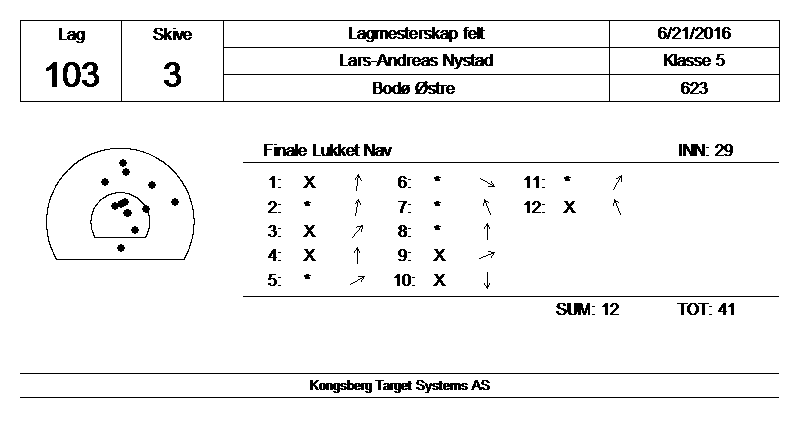 Lag Skive Lagmesterskap felt 6/21/2016
103 3 Lars-Andreas Nystad Klasse 5
Bodø Østre 623
Finale Lukket Nav INN: 29
1: X 6: * 11: *
2: * 7: * 12: X
3: X 8: *
4: X 9: X
5: * 10: X
SUM: 12 TOT: 41
Kongsberg Target Systems AS